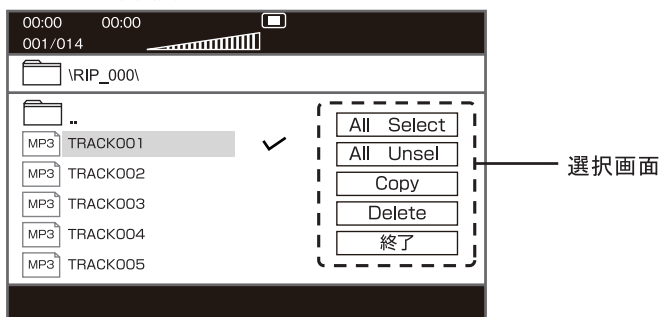 00:00 00:00
001/014
\RIP_000\
..
MP3 TRACK001
MP3 TRACK002
MP3 TRACK003
MP3 TRACK004
MP3 TRACK005
All Select
All Unsel
Copy
Delete
終了
選択画面